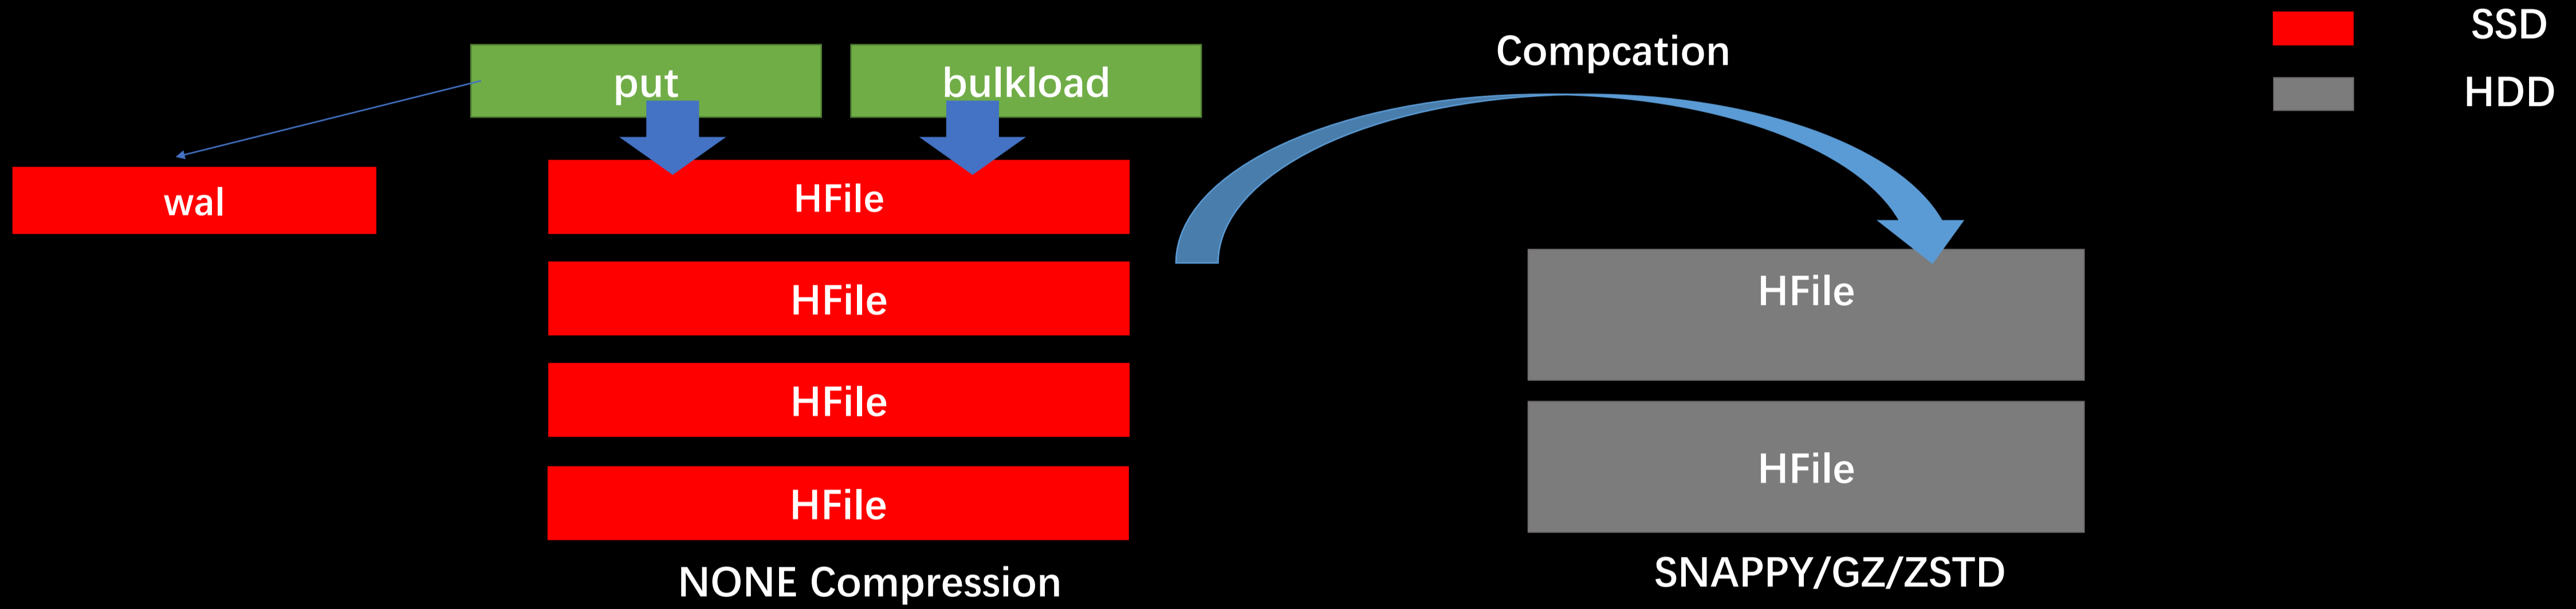 SSD
HDD
Compcation
put
bulkload
wal
HFile
HFile
HFile
HFile
NONE Compression
HFile
HFile
SNAPPY/GZ/ZSTD